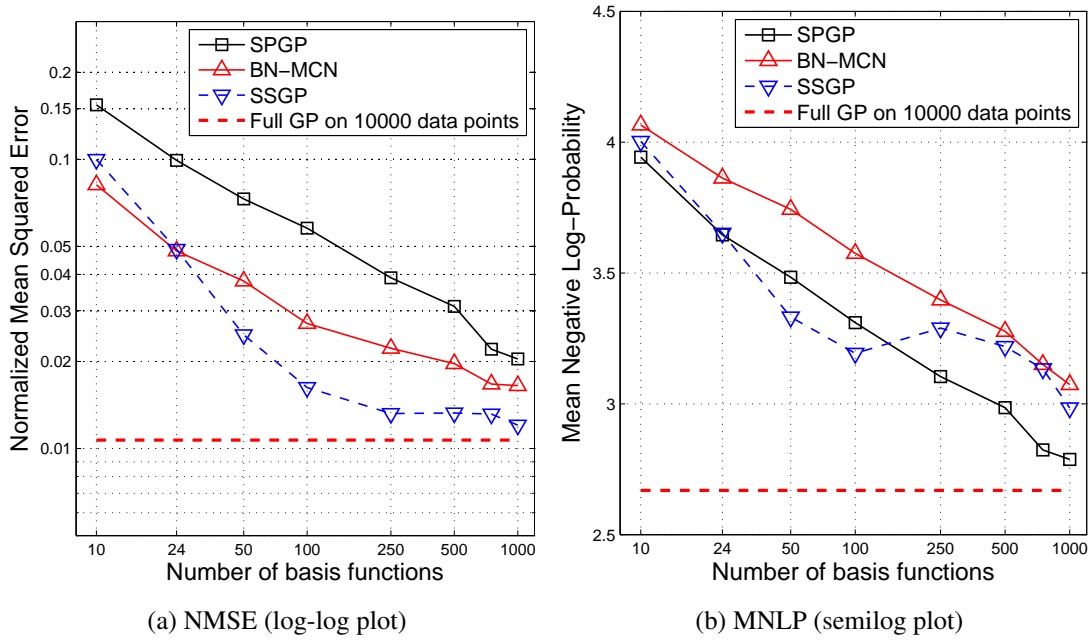 SPGP
BN−MCN
SSGP
Full GP on 10000 data points
0.2
0.15
0.1
0.05
0.04
0.03
0.02
0.01
Normalized Mean Squared Error
10 24 50 100 250 500 1000
Number of basis functions
(a) NMSE (log-log plot)
SPGP
BN−MCN
SSGP
Full GP on 10000 data points
4.5
4
3.5
3
2.5
Mean Negative Log−Probability
10 24 50 100 250 500 1000
Number of basis functions
(b) MNLP (semilog plot)